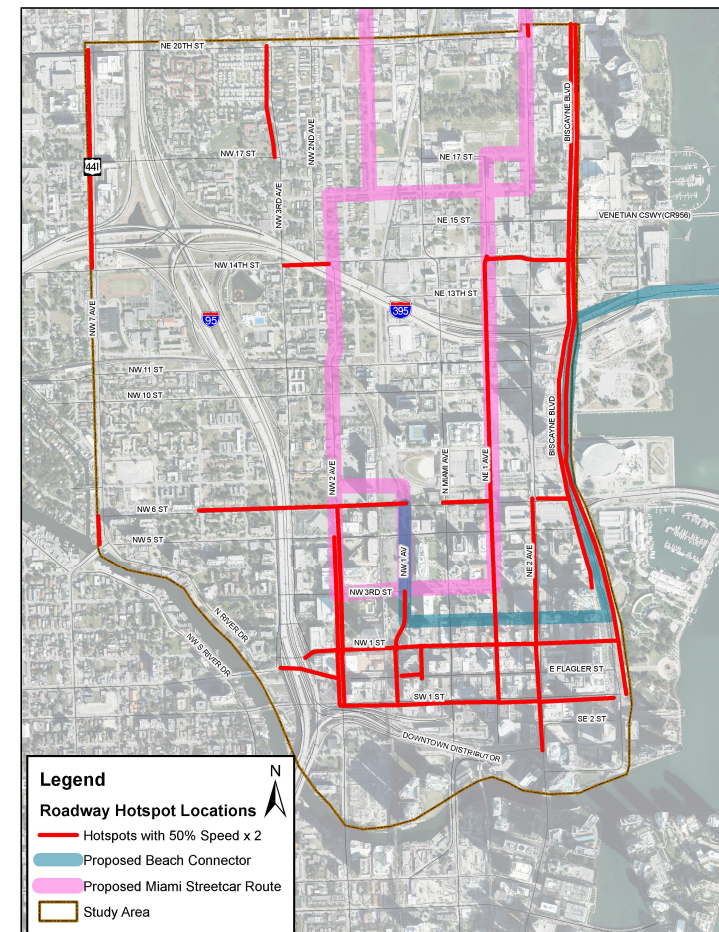 NE 20TH ST
BISCAYNE BLVD
NW 2ND AVE
NW 17 ST
NE 17 ST
441
NW 3RD AVE
NE 15 ST
VENETIAN CSWY(CR956)
NW 14TH ST
NE 13TH ST
NW 7 AVE
95
395
NW 11 ST
NW 10 ST
BISCAYNE BLVD
NW 2 AVE
N MIAMI AVE
NE 1 AVE
NW 6 ST
NW 5 ST
NW 1 AV
NE 2 AVE
NW 3RD ST
N RIVER DR
NW S RIVER DR
NW 1 ST
E FLAGLER ST
SW 1 ST
SE 2 ST
DOWNTOWN DISTRIBUTOR
N
Legend
Roadway Hotspot Locations
Hotspots with 50% Speed x 2
Proposed Beach Connector
Proposed Miami Streetcar Route
Study Area